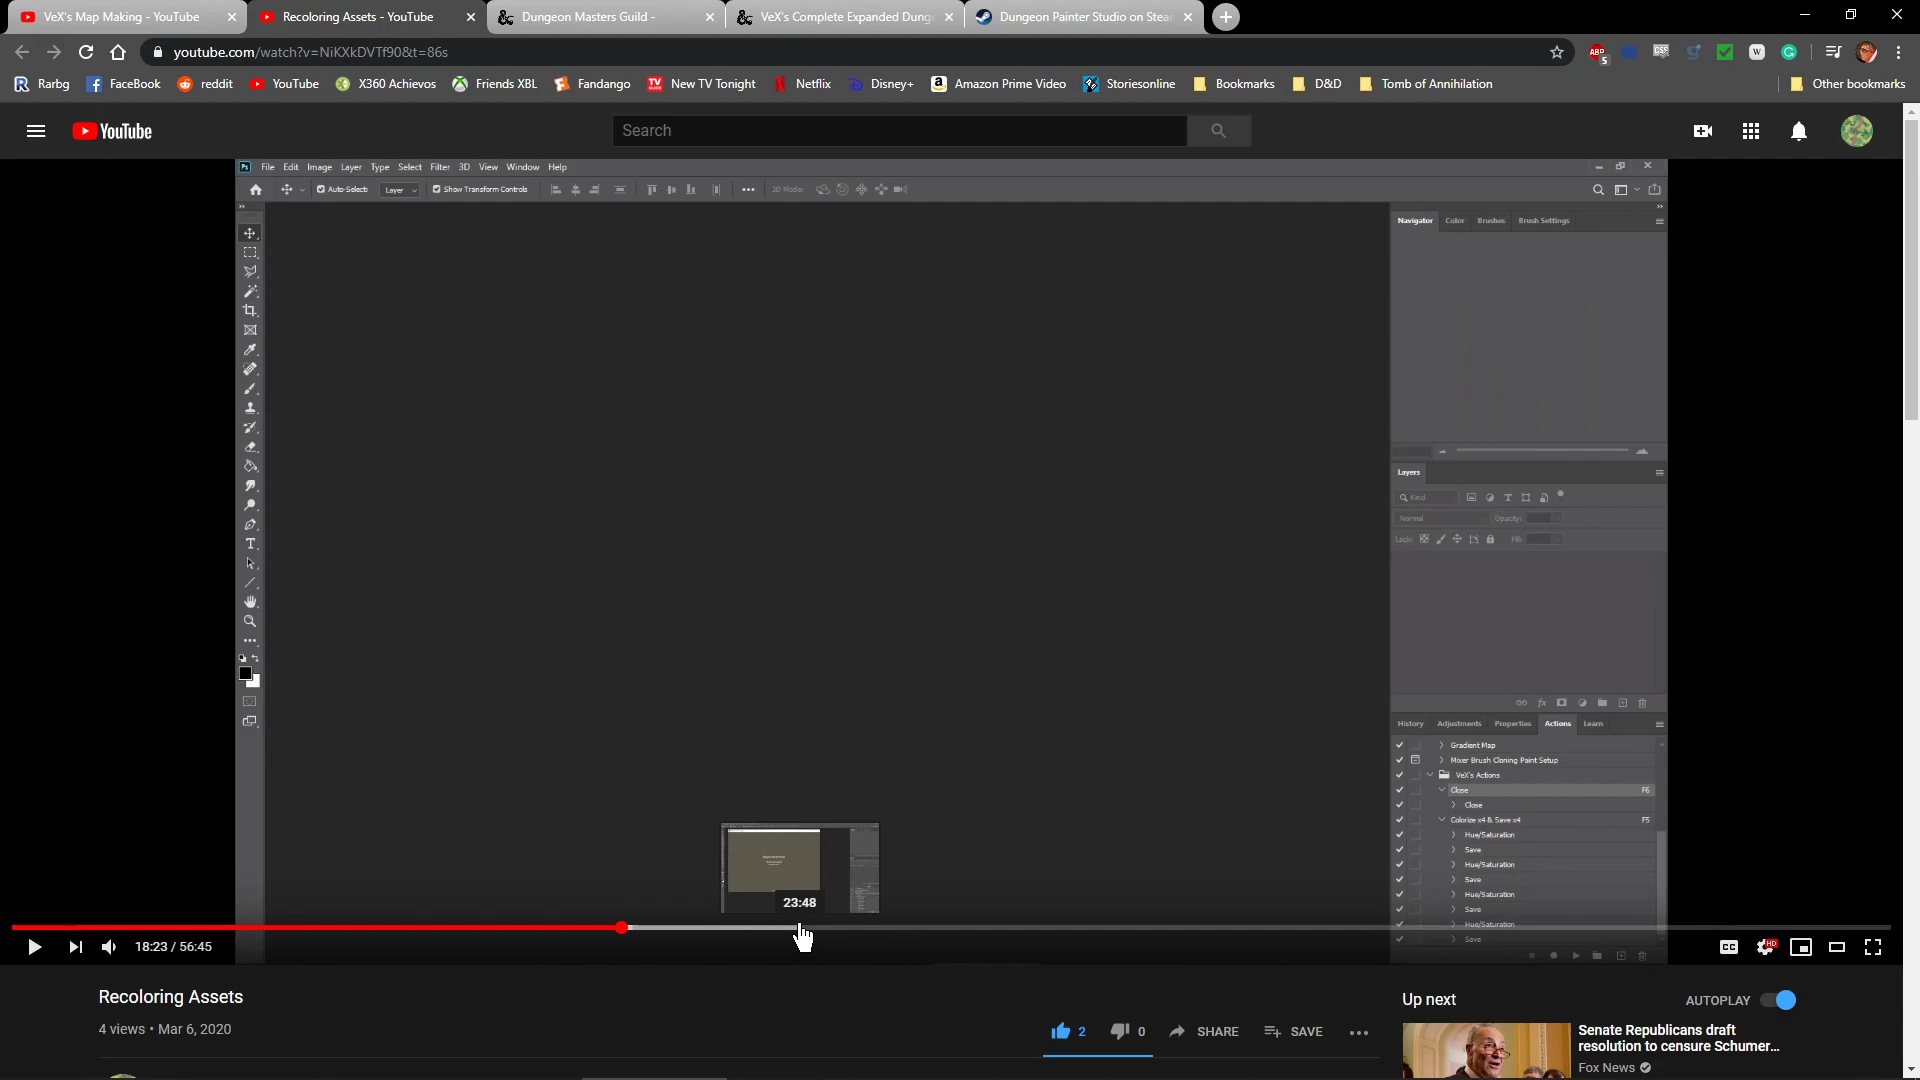 VeX's Map Making - YouTube
Recoloring Assets - YouTube
Dungeon Masters Guild -
VeX's Complete Expanded Dung
Dungeon Painter Studio on Stea
youtube.com/watch?v=NiKXkDVTf90&t=86s
Rarbg
FaceBook
reddit
YouTube
X360 Achievos
Friends XBL
Fandango
New TV Tonight
Netflix
Disney+
Amazon Prime Video
Storiesonline
Bookmarks
D&D
Tomb of Annihilation
Other bookmarks
YouTube
Search
Ps File Edit Image Layer Type Select Filter 3D View Window Help
Auto-Select: Layer Show Transform Controls 3D Mode:
Navigator Color Brushes Brush Settings
Layers
Kind
Normal Opacity:
Lock: Fill:
History Adjustments Properties Actions Learn
Gradient Map
Mixer Brush Cloning Paint Setup
VeX's Actions
Close F6
Close
Colorize x4 & Save x4 F5
Hue/Saturation
Save
Hue/Saturation
Save
Hue/Saturation
Save
Hue/Saturation
Save
23:48
18:23 / 56:45
CC
HD
Recoloring Assets
4 views • Mar 6, 2020
2
0
SHARE
SAVE
Up next
AUTOPLAY
Senate Republicans draft
resolution to censure Schumer...
Fox News